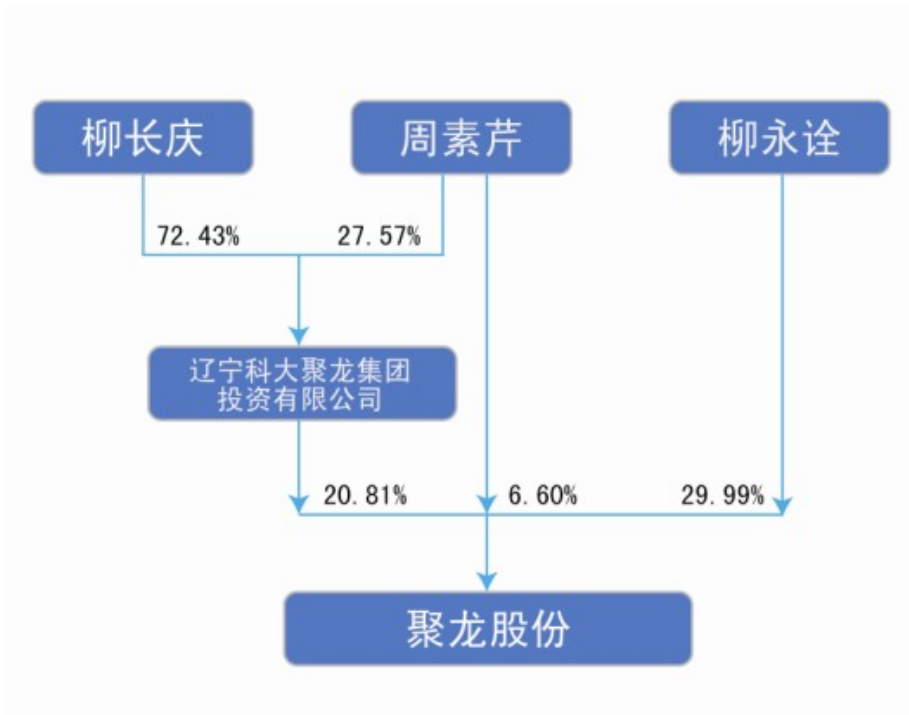 柳长庆
周素芹
柳永诠
72.43%
27.57%
辽宁科大聚龙集团
投资有限公司
20.81%
6.60%
29.99%
聚龙股份